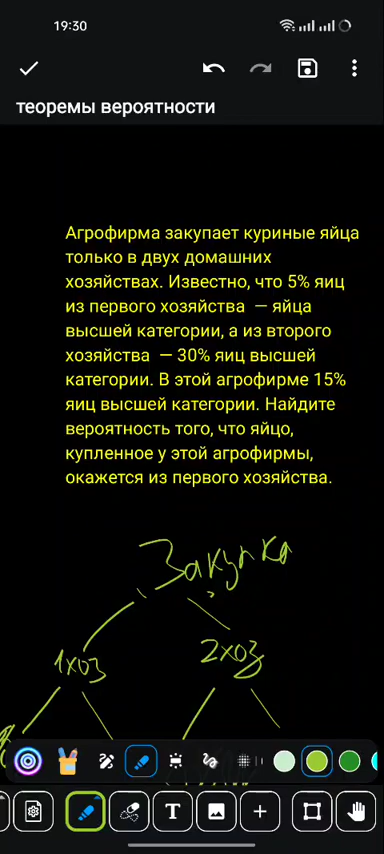 19:30
теоремы вероятности
Агрофирма закупает куриные яйца
только в двух домашних
хозяйствах. Известно, что 5% яиц
из первого хозяйства — яйца
высшей категории, а из второго
хозяйства — 30% яиц высшей
категории. В этой агрофирме 15%
яиц высшей категории. Найдите
вероятность того, что яйцо,
купленное у этой агрофирмы,
окажется из первого хозяйства.
Закупка
1хоз 2хоз
T